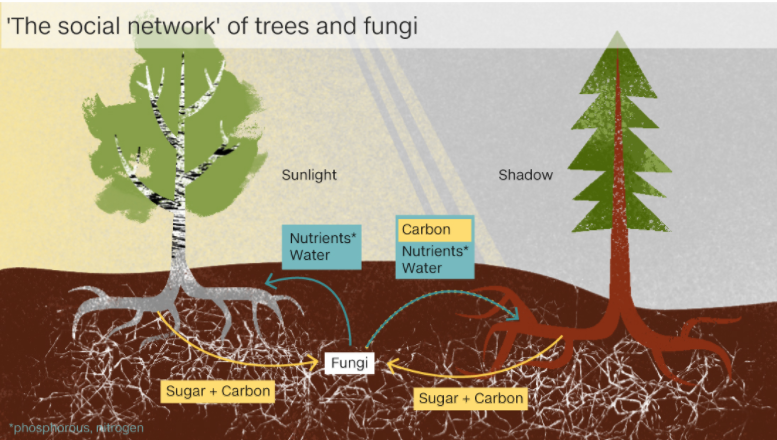 'The social network' of trees and fungi
Sunlight
Shadow
Nutrients*
Water
Carbon
Nutrients*
Water
Fungi
Sugar + Carbon
Sugar + Carbon
*phosphorous, nitrogen